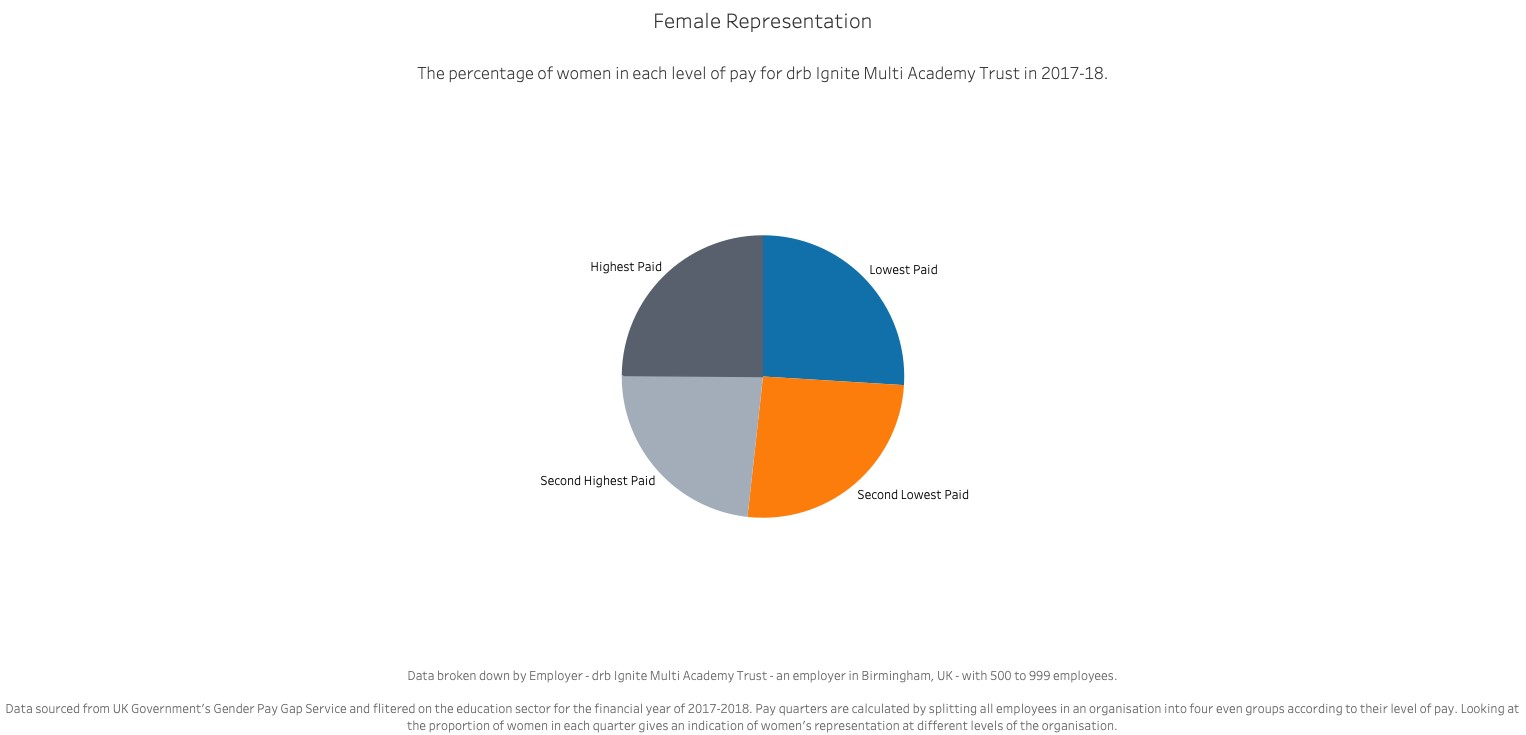 Female Representation
The percentage of women in each level of pay for drb Ignite Multi Academy Trust in 2017-18.
Highest Paid
Lowest Paid
Second Highest Paid
Second Lowest Paid
Data broken down by Employer - drb Ignite Multi Academy Trust - an employer in Birmingham, UK - with 500 to 999 employees.
Data sourced from UK Government's Gender Pay Gap Service and flitered on the education sector for the financial year of 2017-2018. Pay quarters are calculated by splitting all employees in an organisation into four even groups according to their level of pay. Looking at
the proportion of women in each quarter gives an indication of women's representation at different levels of the organisation.